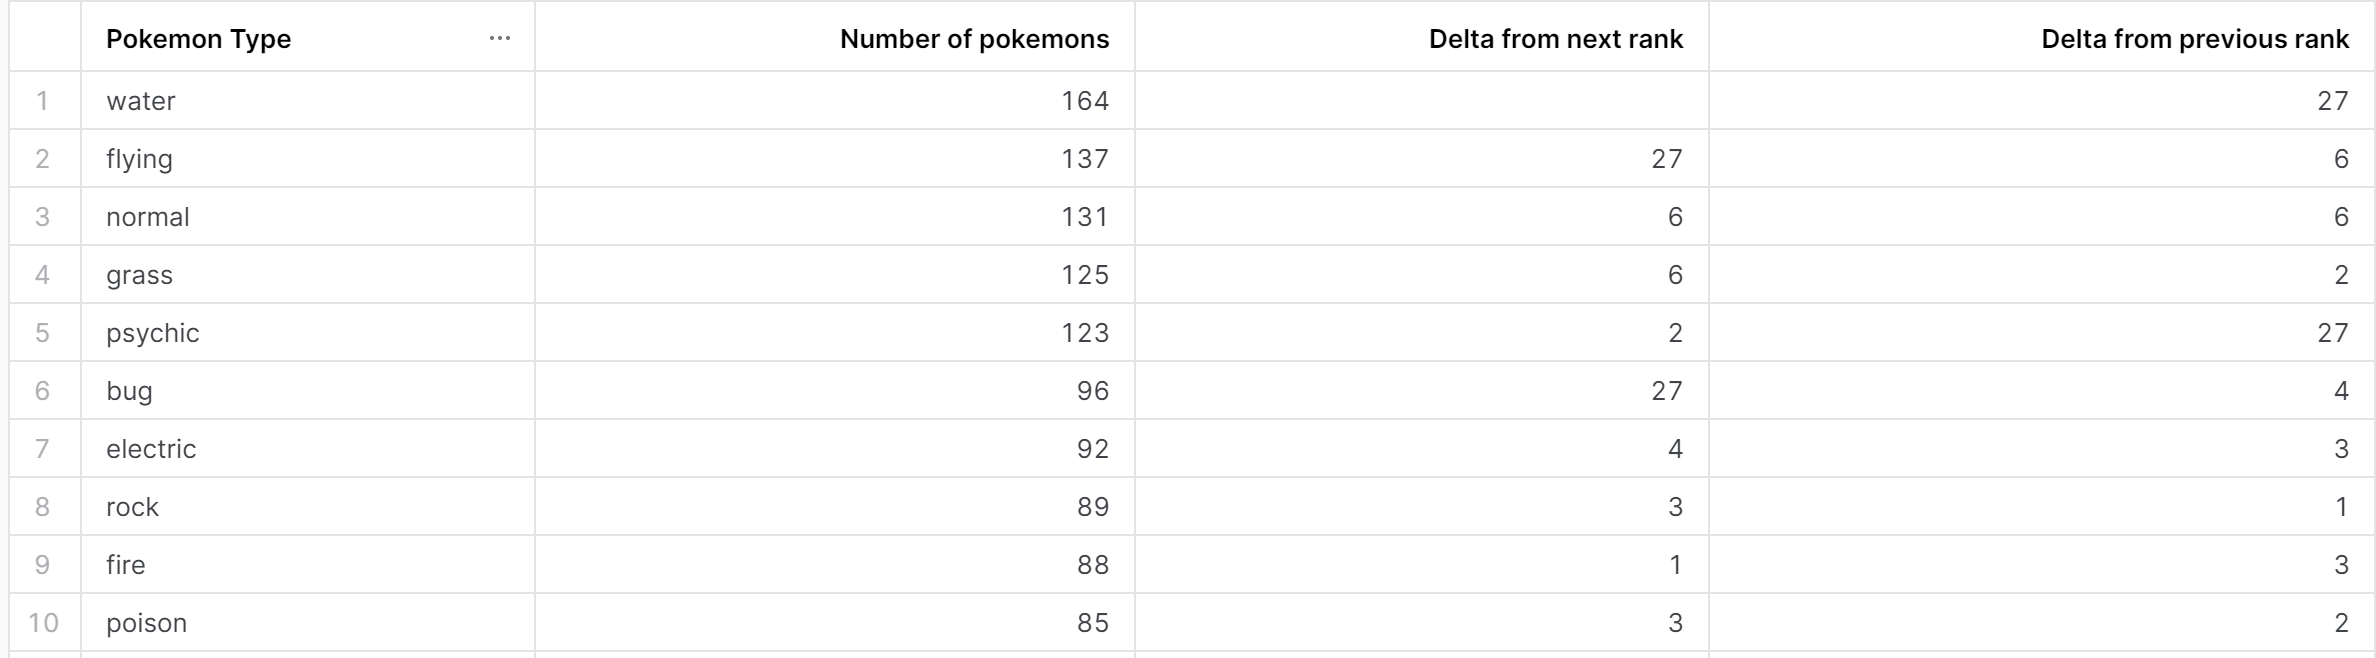 Pokemon Type ... Number of pokemons Delta from next rank Delta from previous rank
1 water 164 27
2 flying 137 27 6
3 normal 131 6 6
4 grass 125 6 2
5 psychic 123 2 27
6 bug 96 27 4
7 electric 92 4 3
8 rock 89 3 1
9 fire 88 1 3
10 poison 85 3 2